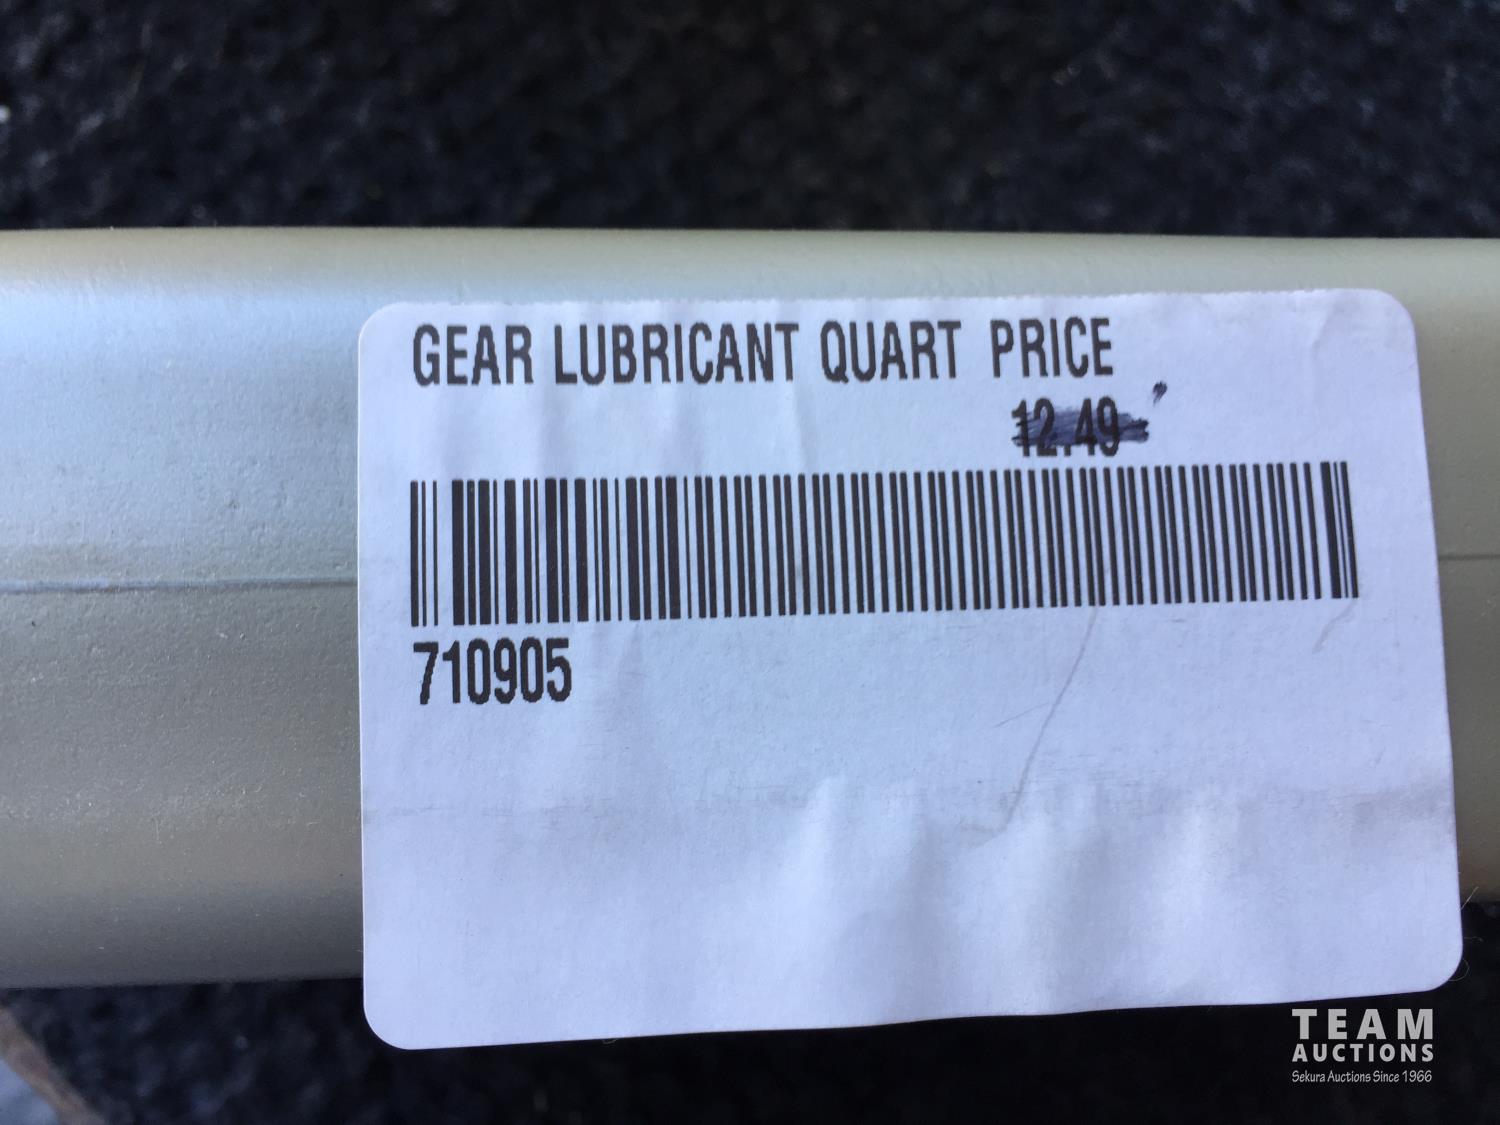 GEAR LUBRICANT QUART PRICE
12.49
710905
TEAM
AUCTIONS
Sekura Auctions Since 1966